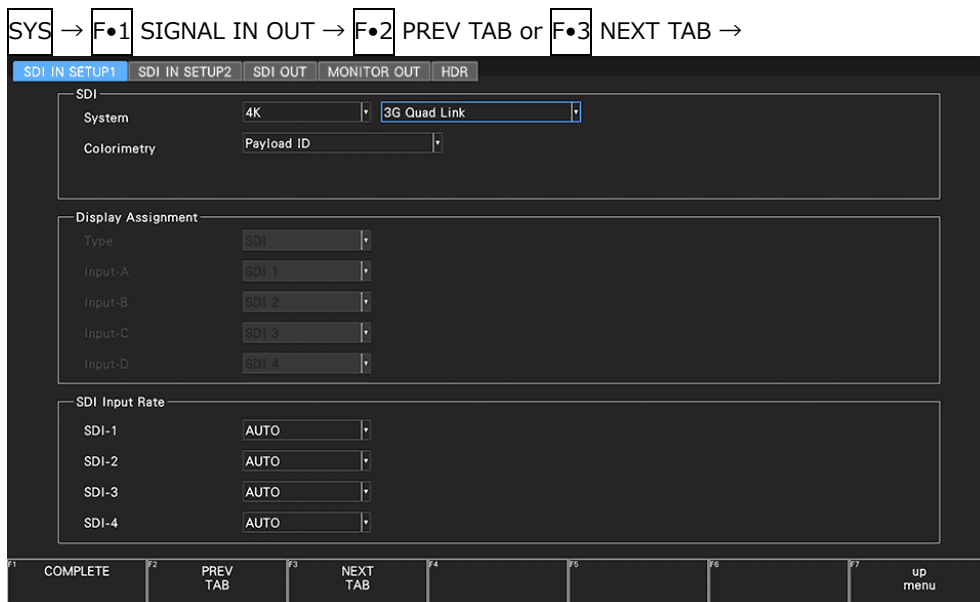 SYS → F•1 SIGNAL IN OUT → F•2 PREV TAB or F•3 NEXT TAB →
SDI IN SETUP1 SDI IN SETUP2 SDI OUT MONITOR OUT HDR
SDI
System 4K 3G Quad Link
Colorimetry Payload ID
Display Assignment
Type SDI
Input-A SDI 1
Input-B SDI 2
Input-C SDI 3
Input-D SDI 4
SDI Input Rate
SDI-1 AUTO
SDI-2 AUTO
SDI-3 AUTO
SDI-4 AUTO
F1 COMPLETE F2 PREV F3 NEXT F4 F5 F6 F7 up
TAB TAB menu